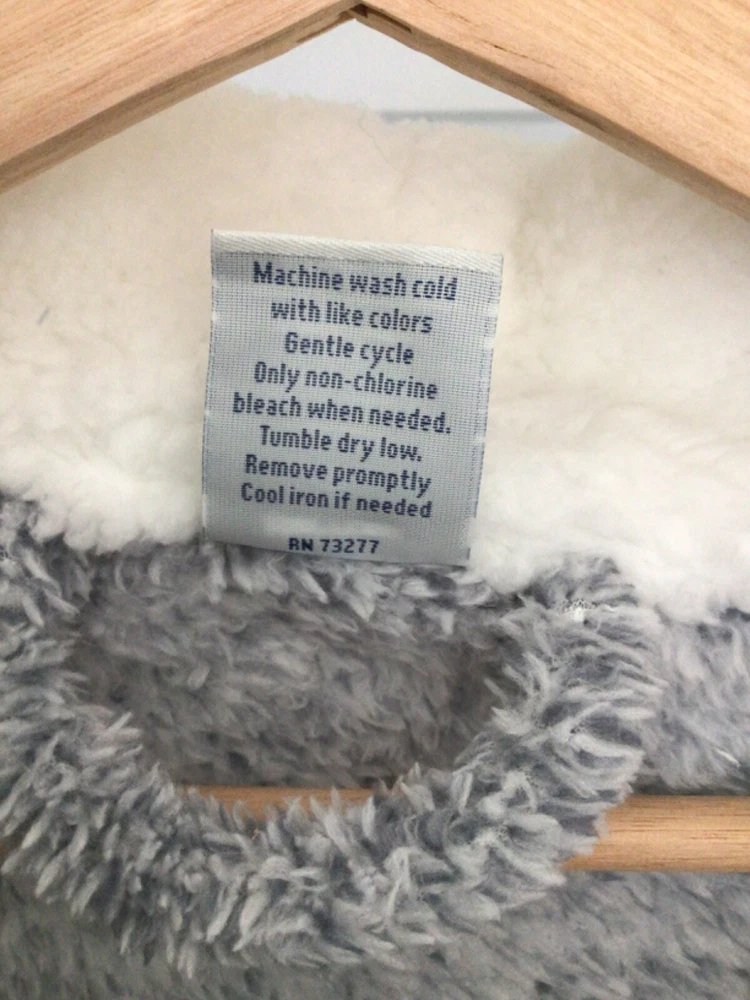 Machine wash cold
with like colors
Gentle cycle
Only non-chlorine
bleach when needed.
Tumble dry low.
Remove promptly
Cool iron if needed
RN 73277